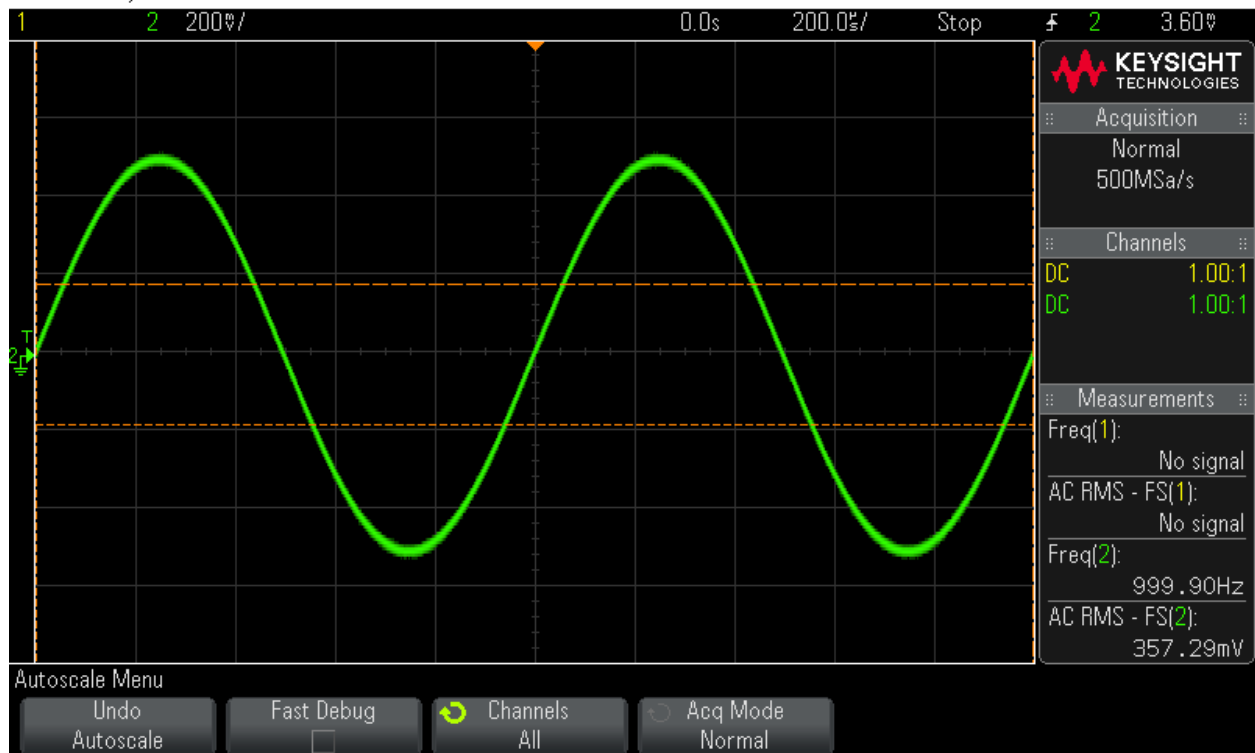 1 2 200mV/ 0.0s 200.0us/ Stop 2 3.60mV
KEYSIGHT
TECHNOLOGIES
Acquisition
Normal
500MSa/s
Channels
DC 1.00:1
DC 1.00:1
T
2
Measurements
Freq(1):
No signal
AC RMS - FS(1):
No signal
Freq(2):
999.90Hz
AC RMS - FS(2):
357.29mV
Autoscale Menu
Undo Autoscale
Fast Debug
Channels
All
Acq Mode
Normal